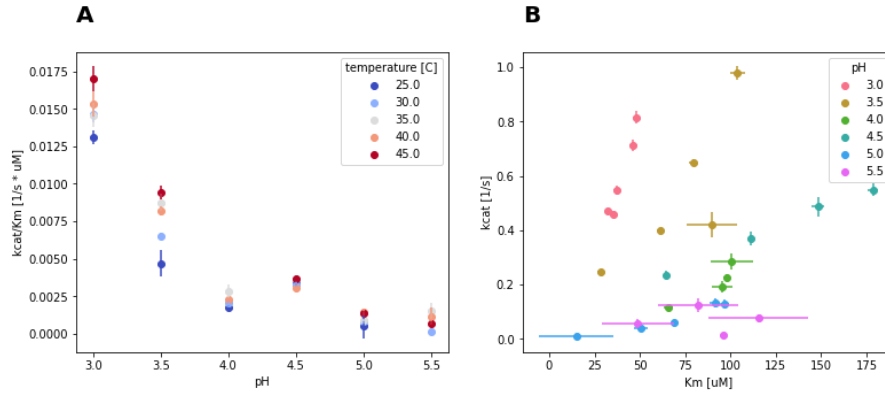 A
kcat/Km [1/s * uM]
0.0175
0.0150
0.0125
0.0100
0.0075
0.0050
0.0025
0.0000
temperature [C]
25.0
30.0
35.0
40.0
45.0
3.0 3.5 4.0 4.5 5.0 5.5
pH
B
kcat [1/s]
1.0
0.8
0.6
0.4
0.2
0.0
pH
3.0
3.5
4.0
4.5
5.0
5.5
0 25 50 75 100 125 150 175
Km [uM]